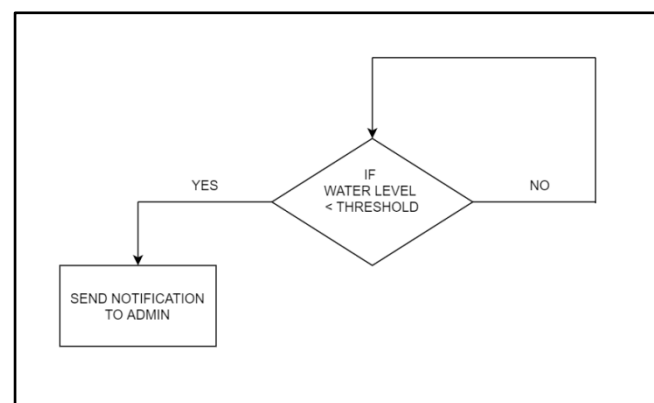 YES
IF
WATER LEVEL
< THRESHOLD
NO
SEND NOTIFICATION
TO ADMIN